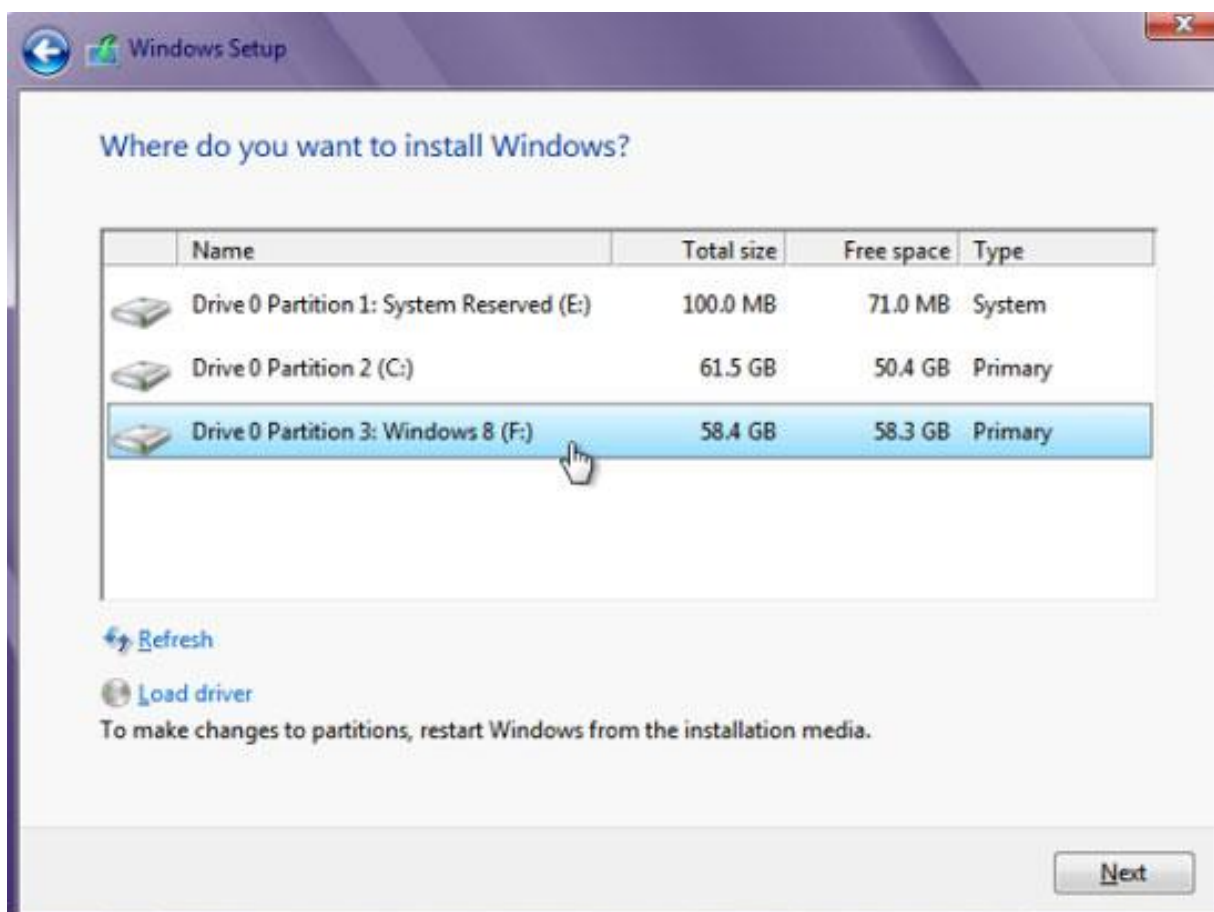 Windows Setup
Where do you want to install Windows?
Name Total size Free space Type
Drive 0 Partition 1: System Reserved (E:) 100.0 MB 71.0 MB System
Drive 0 Partition 2 (C:) 61.5 GB 50.4 GB Primary
Drive 0 Partition 3: Windows 8 (F:) 58.4 GB 58.3 GB Primary
Refresh
Load driver
To make changes to partitions, restart Windows from the installation media.
Next